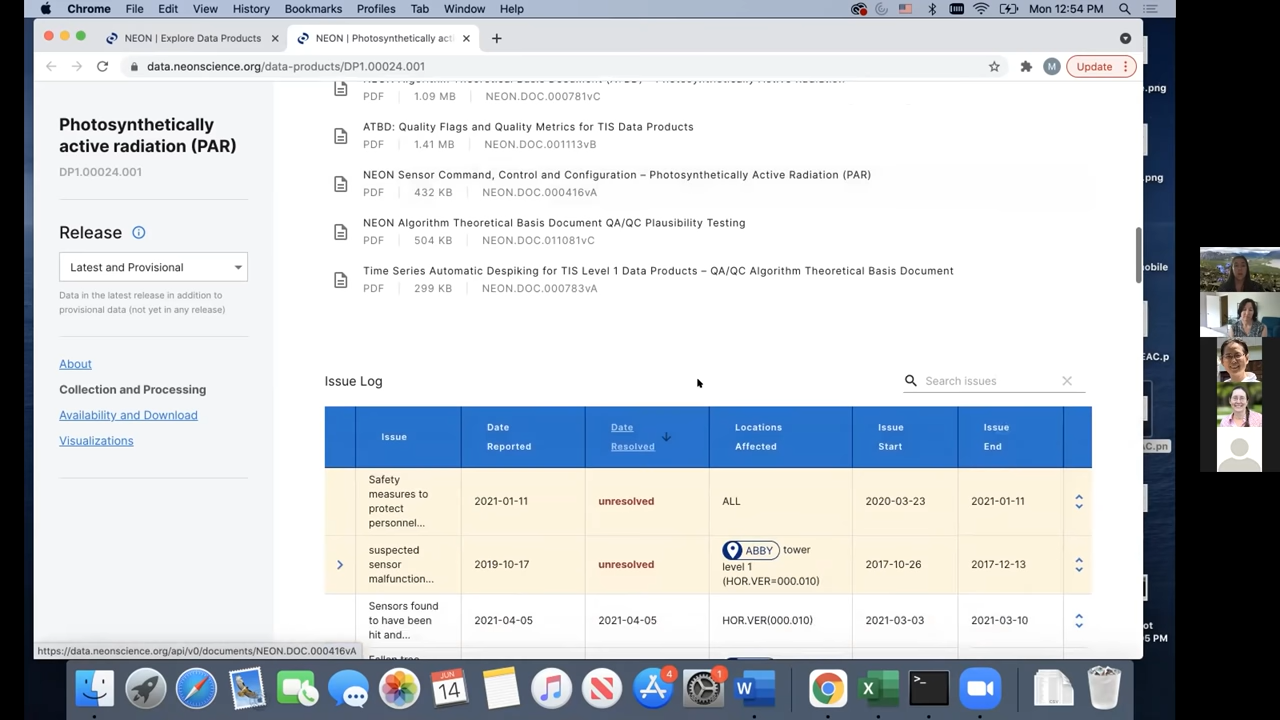 Chrome File Edit View History Bookmarks Profiles Tab Window Help Mon 12:54 PM
NEON | Explore Data Products NEON | Photosynthetically act
data.neonscience.org/data-products/DP1.00024.001 M Update
.png
PDF 1.09 MB NEON.DOC.000781vC
Photosynthetically
active radiation (PAR)
DP1.00024.001
ATBD: Quality Flags and Quality Metrics for TIS Data Products
PDF 1.41 MB NEON.DOC.001113vB
NEON Sensor Command, Control and Configuration – Photosynthetically Active Radiation (PAR)
PDF 432 KB NEON.DOC.000416vA
.png
NEON Algorithm Theoretical Basis Document QA/QC Plausibility Testing
PDF 504 KB NEON.DOC.011081vC
Time Series Automatic Despiking for TIS Level 1 Data Products – QA/QC Algorithm Theoretical Basis Document
PDF 299 KB NEON.DOC.000783vA
Release
Latest and Provisional
Data in the latest release in addition to
provisional data (not yet in any release)
About
Collection and Processing
Availability and Download
Visualizations
Issue Log
Search issues
Issue
Date
Reported
Date
Resolved
Locations
Affected
Issue
Start
Issue
End
Safety
measures to
protect
personnel...
2021-01-11 unresolved ALL 2020-03-23 2021-01-11
suspected
sensor
malfunction...
2019-10-17 unresolved
ABBY tower
level 1
(HOR.VER=000.010)
2017-10-26 2017-12-13
Sensors found
to have been
hit and...
2021-04-05 2021-04-05 HOR.VER(000.010) 2021-03-03 2021-03-10
https://data.neonscience.org/api/v0/documents/NEON.DOC.000416vA
JUN
14
4
1
W
X
>_